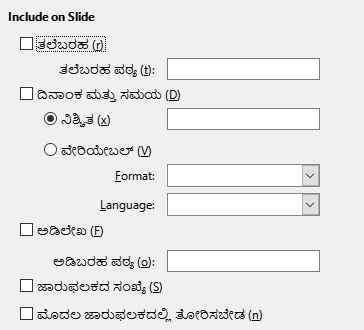 Include on Slide
ತಲೆಬರಹ (r)
ತಲೆಬರಹ ಪಠ್ಯ (t):
ದಿನಾಂಕ ಮತ್ತು ಸಮಯ (D)
ನಿಶ್ಚಿತ (x)
ವೇರಿಯೇಬಲ್ (V)
Format:
Language:
ಅಡಿಲೇಖ (F)
ಅಡಿಬರಹ ಪಠ್ಯ (o):
ಜಾರುಫಲಕದ ಸಂಖ್ಯೆ (S)
ಮೊದಲ ಜಾರುಫಲಕದಲ್ಲಿ ತೋರಿಸಬೇಡ (n)